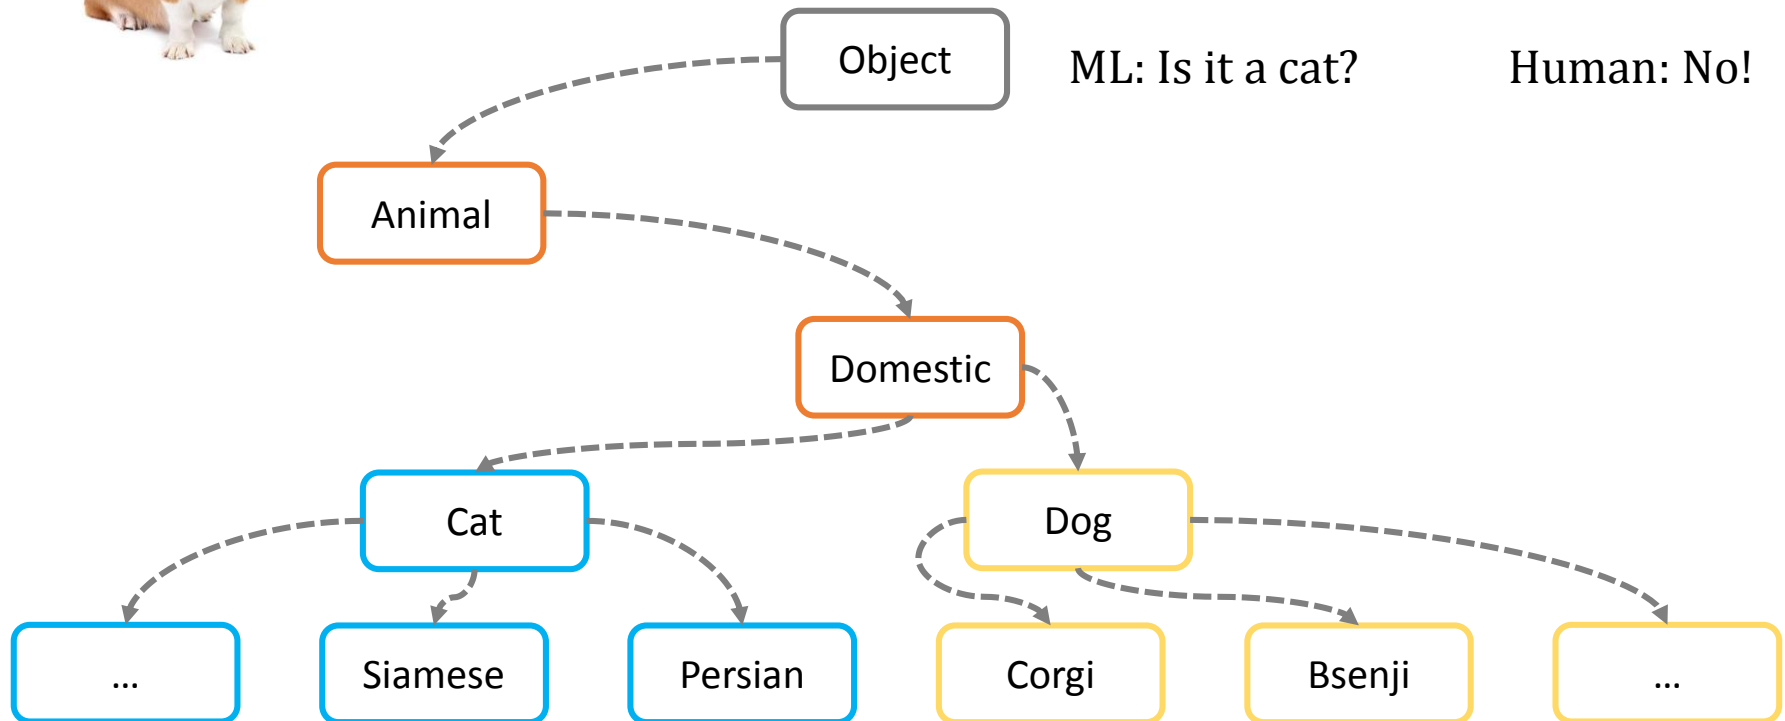 Object
ML: Is it a cat?
Human: No!
Animal
Domestic
Cat
Dog
...
Siamese
Persian
Corgi
Bsenji
...